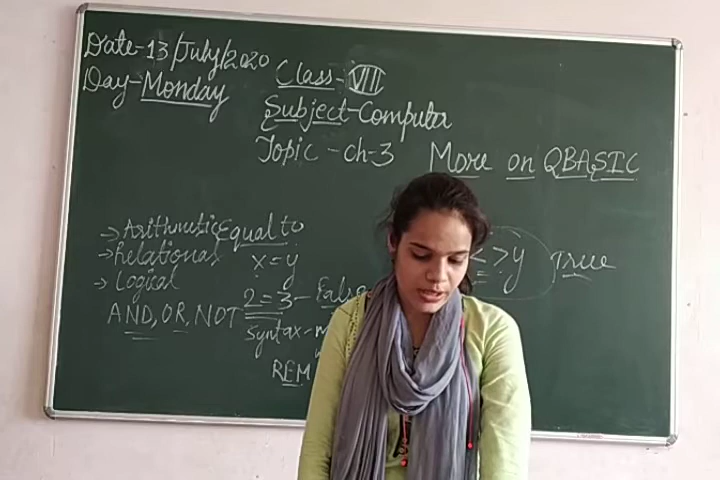 Date-13/July/2020
Day-Monday
Class-VII
Subject-Computer
Topic - ch-3 More on QBASIC
→ Arithmetic
→ Relational
→ Logical
AND, OR, NOT
Equal to
x = y
2 = 3 - False
Syntax-
REM
< > y True